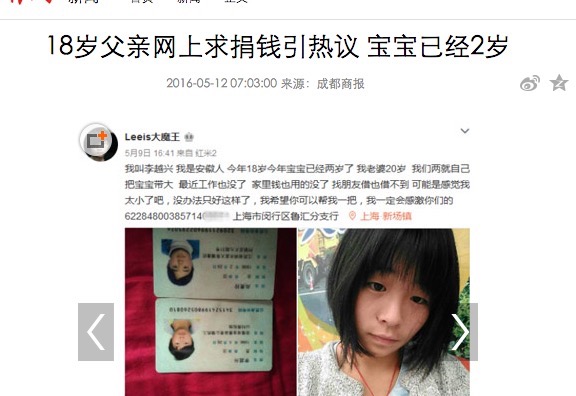 18岁父亲网上求捐钱引热议 宝宝已经2岁
2016-05-12 07:03:00 来源：成都商报
Leeis大魔王
5月9日 16:41 来自 红米2
我叫李越兴 我是安徽人 今年18岁今年宝宝已经两岁了 我老婆20岁 我们两就自己
把宝宝带大 最近工作也没了 家里钱也用的没了 找朋友借也借不到 可能是感觉我
太小了吧，没办法只好这样了，我希望你可以帮我一把，我一定会感激你们的
62284800385714 上海市闵行区鲁汇分支行 上海·新场镇